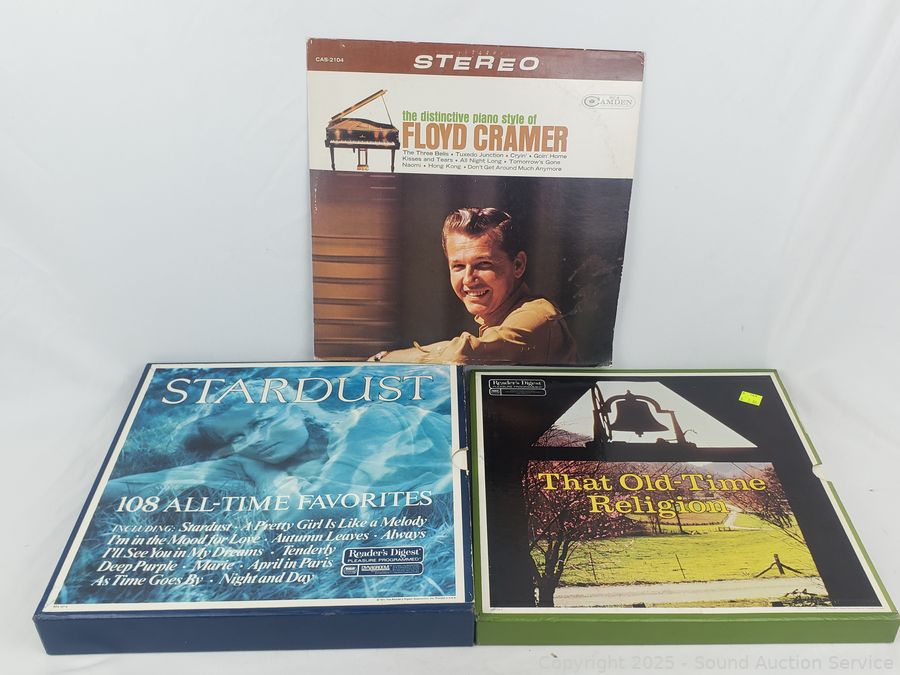 STEREO
CAS-2104
RCA CAMDEN
the distinctive piano style of
FLOYD CRAMER
The Three Bells • Tuxedo Junction • Cryin' • Goin' Home
Kisses and Tears • All Night Long • Tomorrow's Gone
Naomi • Hong Kong • Don't Get Around Much Anymore
STARDUST
108 ALL-TIME FAVORITES
INCLUDING: Stardust · A Pretty Girl Is Like a Melody
I'm in the Mood for Love · Autumn Leaves · Always
I'll See You in My Dreams · Tenderly
Deep Purple · Marie · April in Paris
As Time Goes By · Night and Day
Reader's Digest
PLEASURE PROGRAMMED
Reader's Digest
PLEASURE PROGRAMMED
That Old-Time
Religion
Copyright 2025 - Sound Auction Service